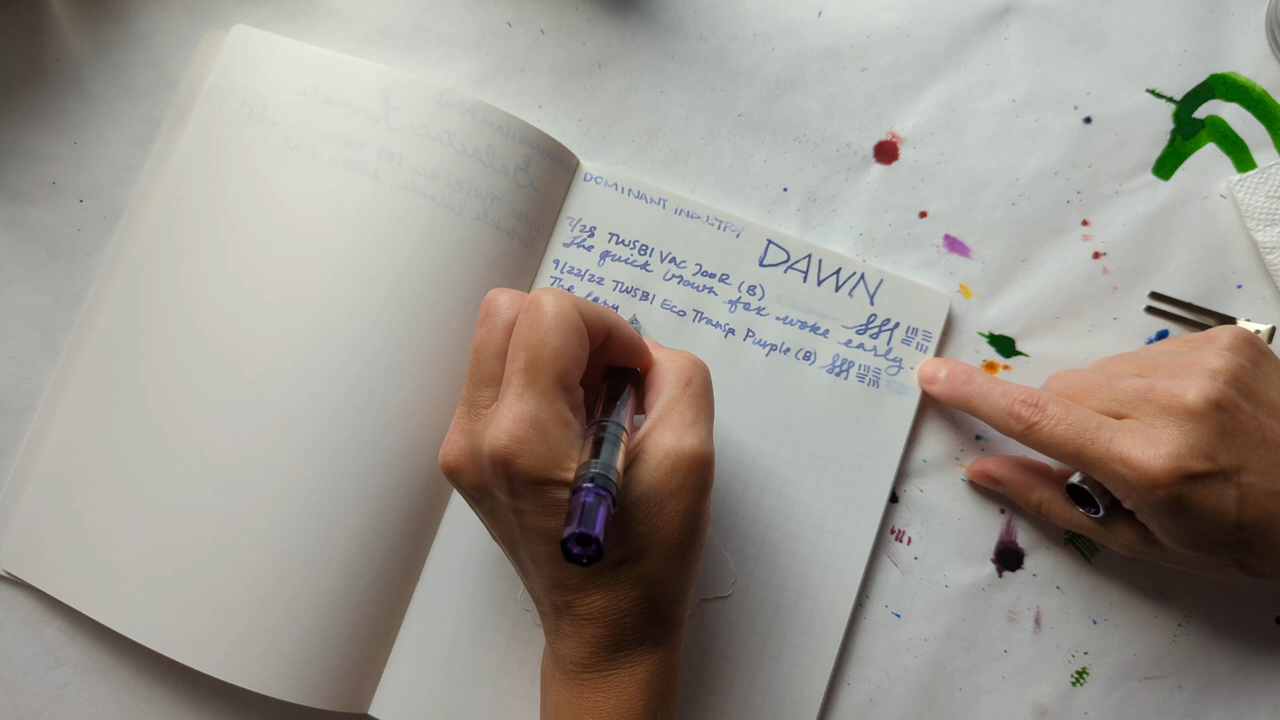 DOMINANT INDUSTRY
DAWN
7/28 TWSBI Vac 700R (B)
The quick brown fox woke early
9/22/22 TWSBI Eco Transp Purple (B)
The lazy